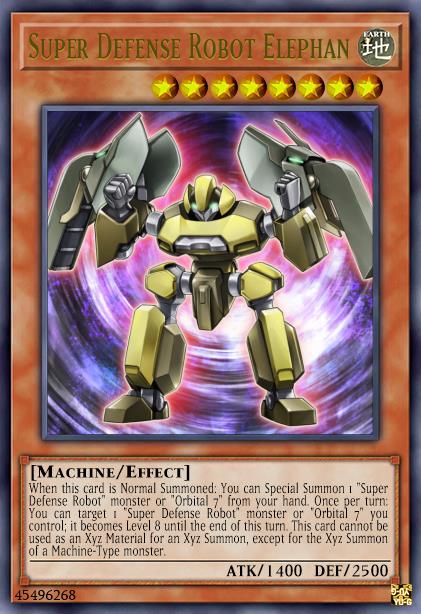 SUPER DEFENSE ROBOT ELEPHAN
EARTH
地
[MACHINE/EFFECT]
When this card is Normal Summoned: You can Special Summon 1 "Super
Defense Robot" monster or "Orbital 7" from your hand. Once per turn:
You can target 1 "Super Defense Robot" monster or "Orbital 7" you
control; it becomes Level 8 until the end of this turn. This card cannot be
used as an Xyz Material for an Xyz Summon, except for the Xyz Summon
of a Machine-Type monster.
ATK/1400 DEF/2500
45496268